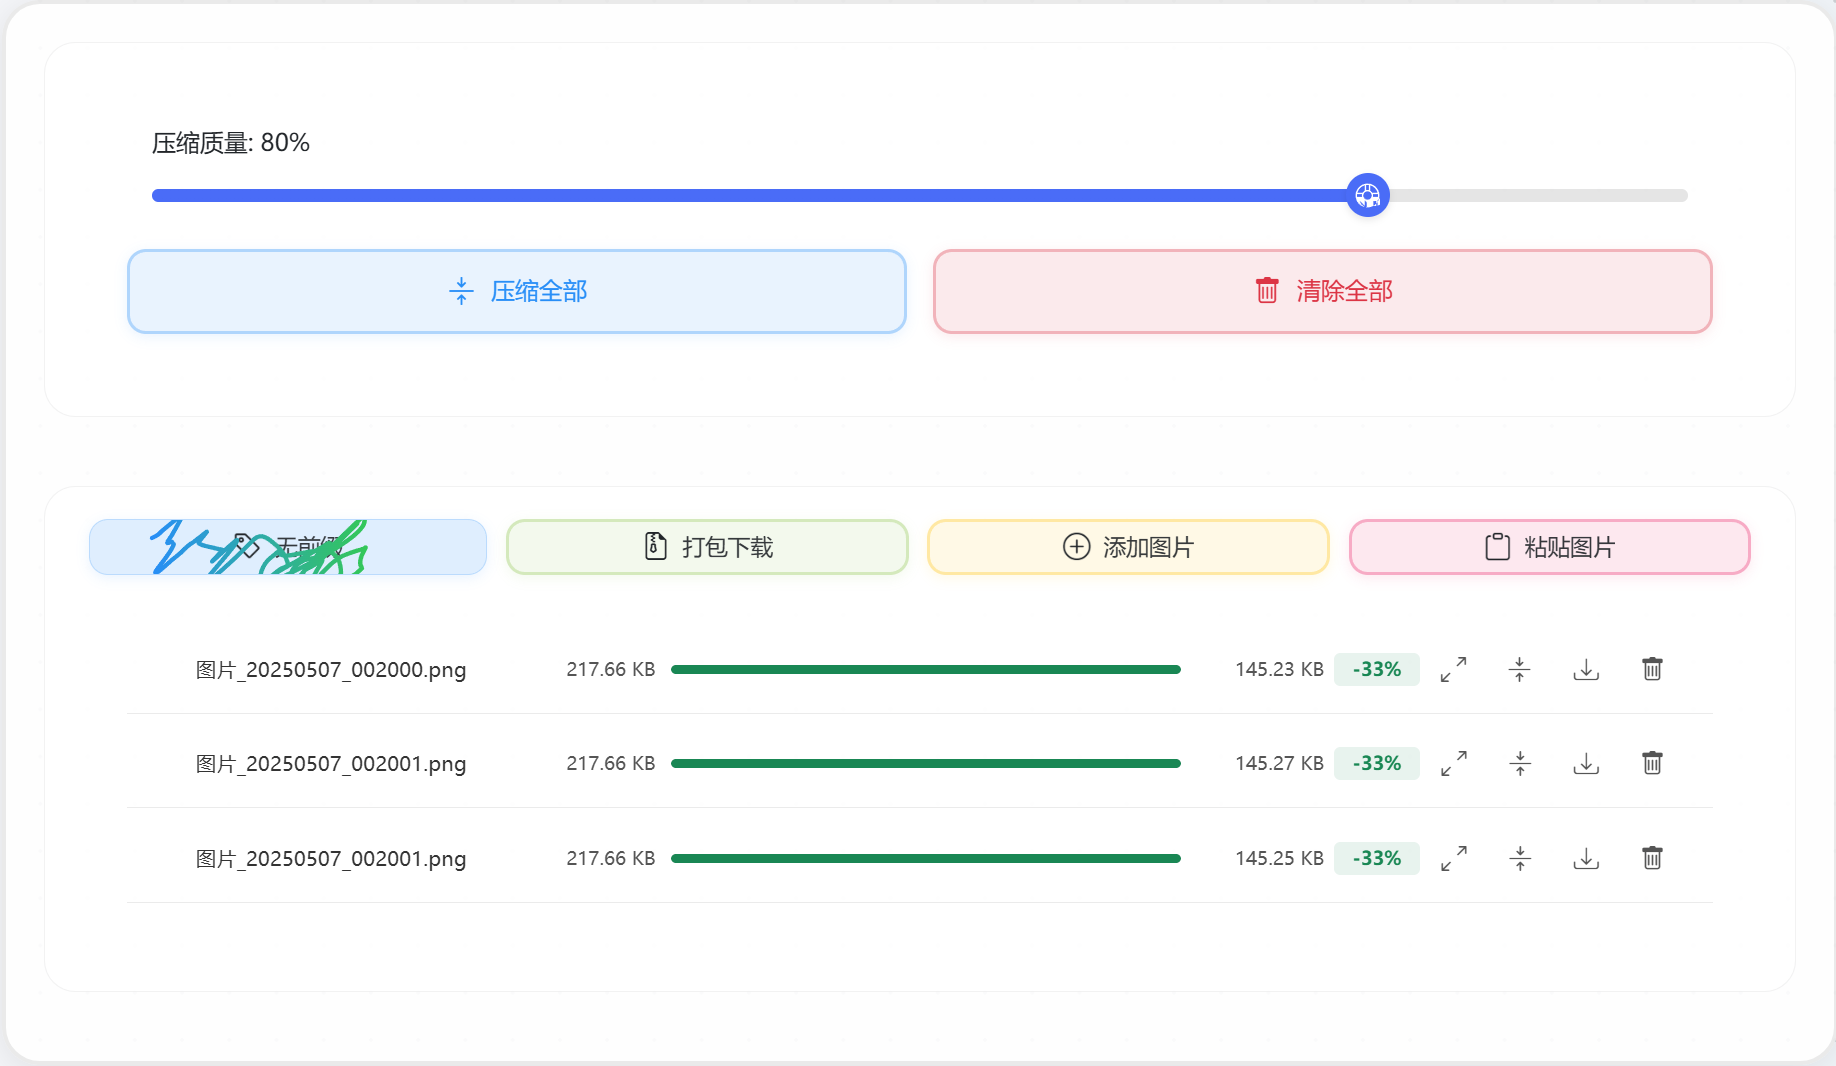 压缩质量: 80%
压缩全部
清除全部
无前缀
打包下载
添加图片
粘贴图片
图片_20250507_002000.png 217.66 KB 145.23 KB -33%
图片_20250507_002001.png 217.66 KB 145.27 KB -33%
图片_20250507_002001.png 217.66 KB 145.25 KB -33%